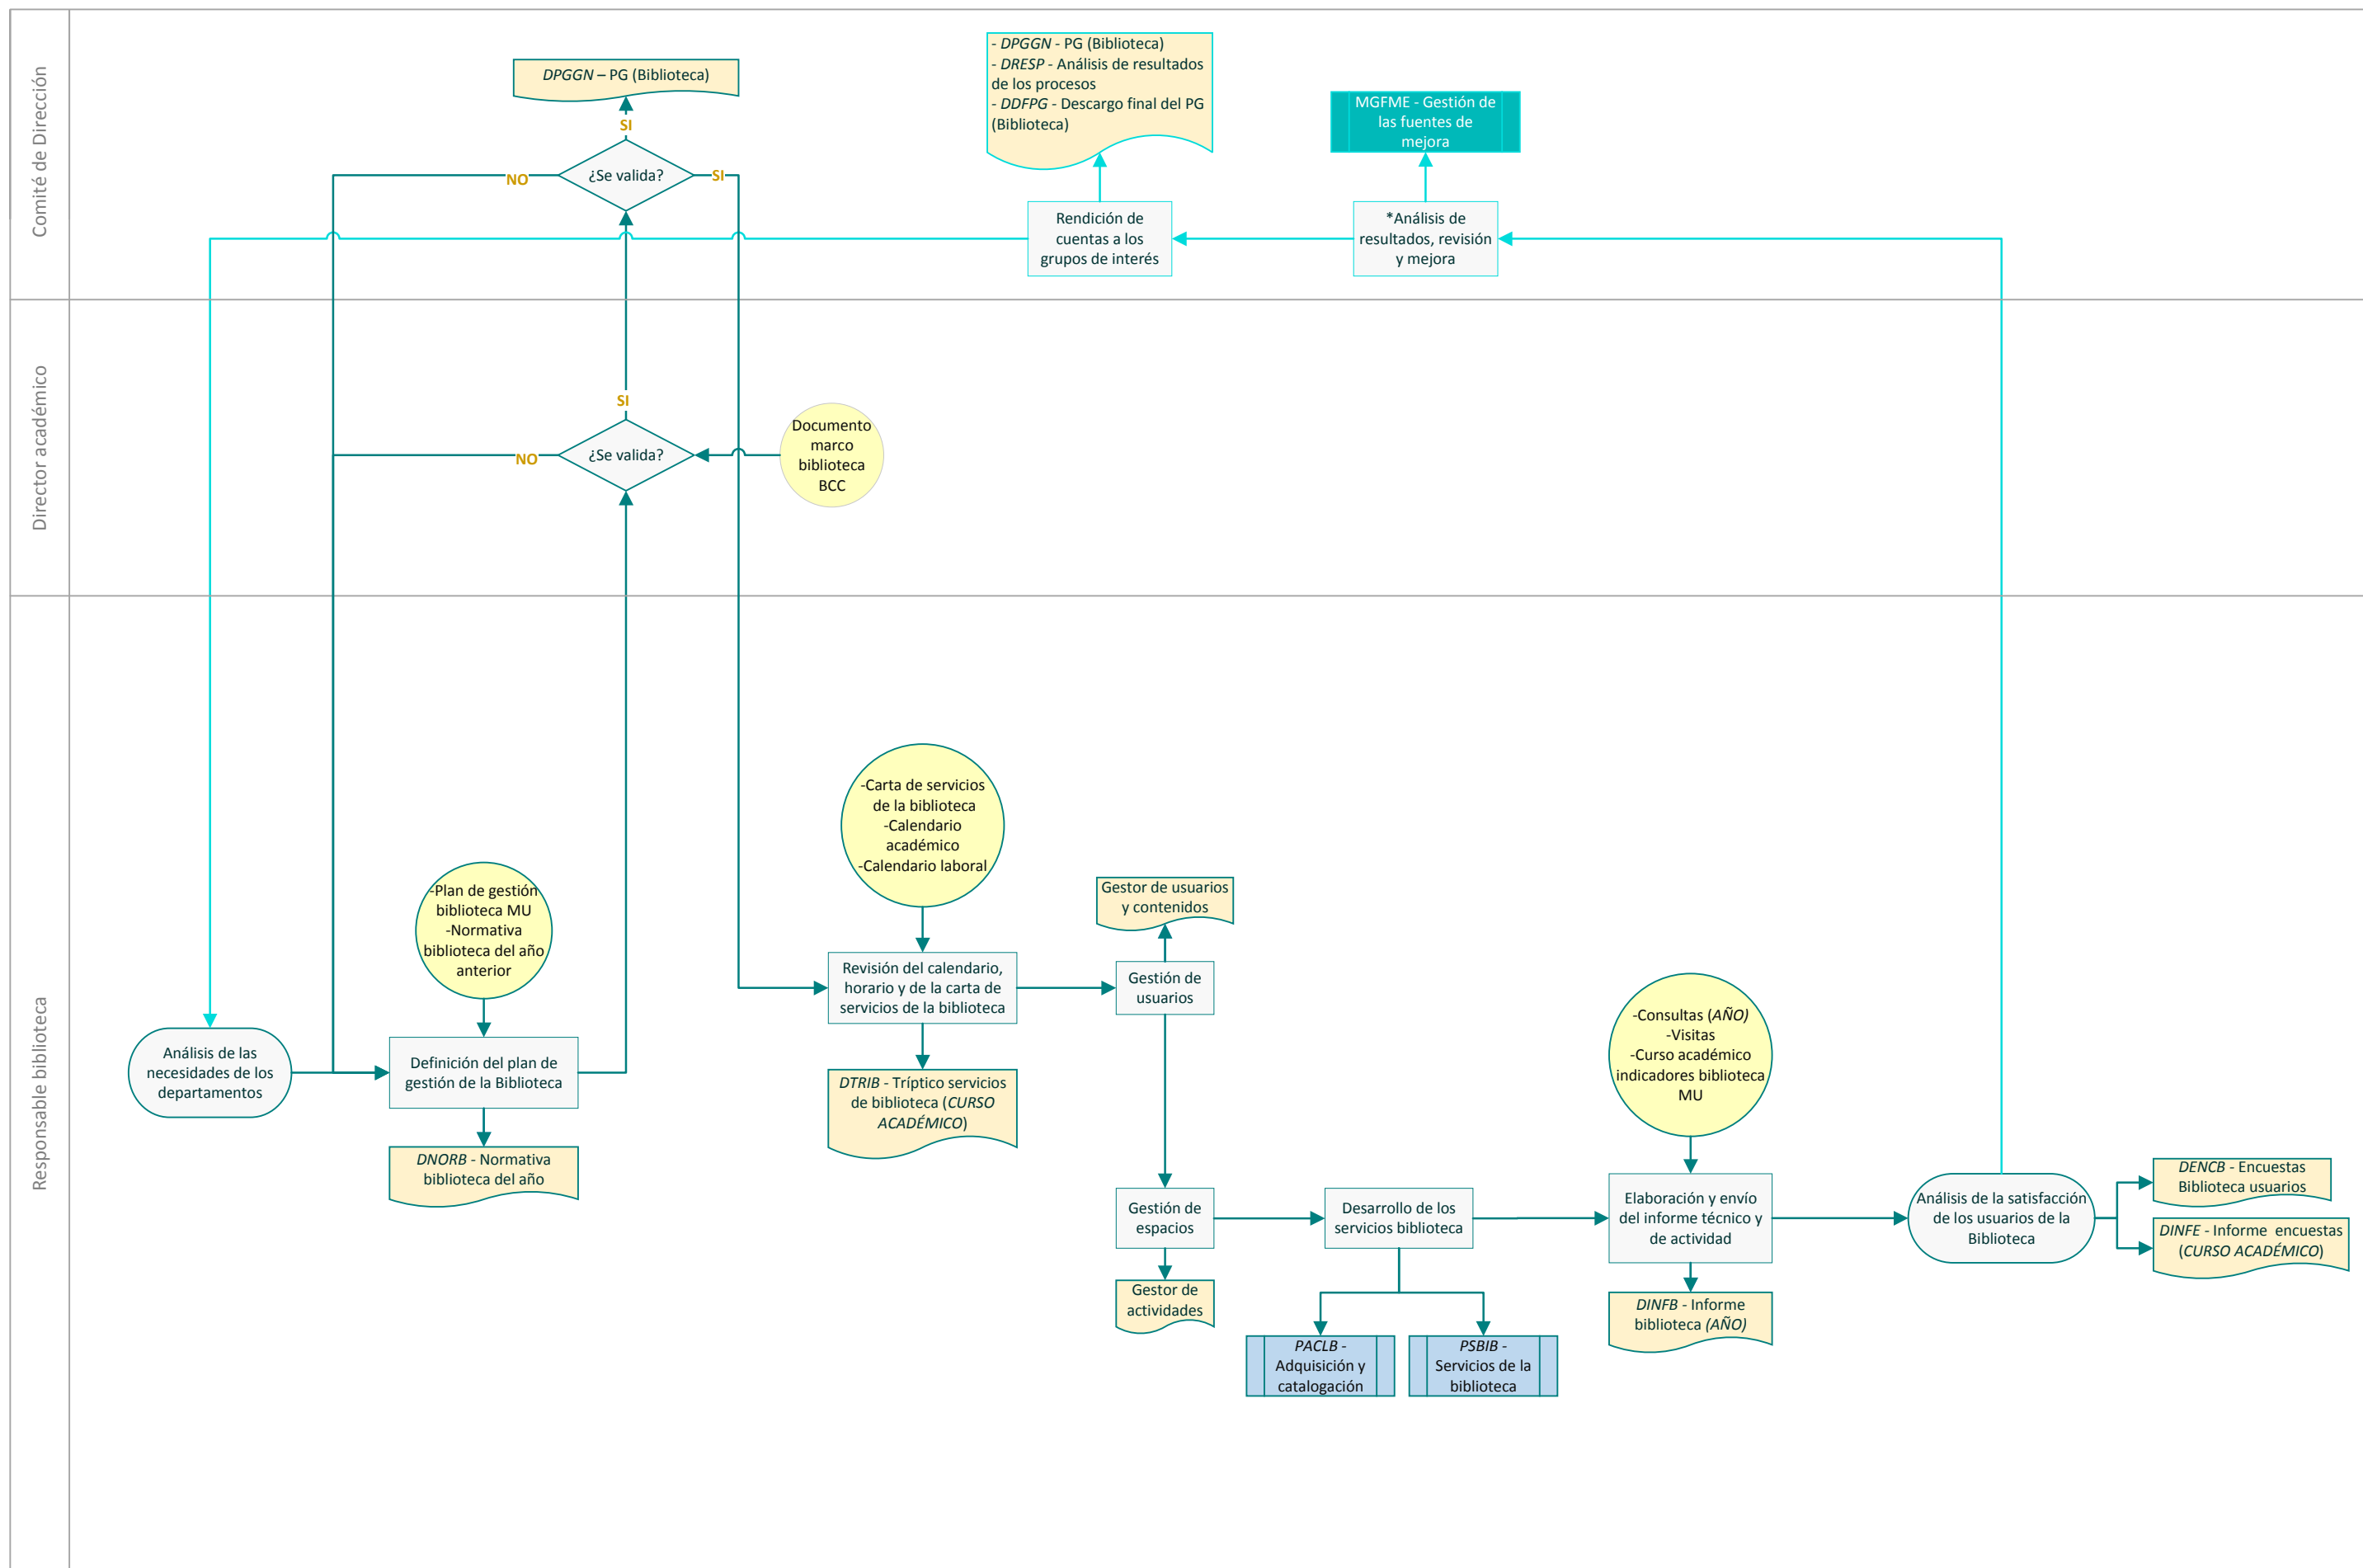 Comité de Dirección
DPGGN – PG (Biblioteca)
SI
¿Se valida?
NO
SI
- DPGGN - PG (Biblioteca)
- DRESP - Análisis de resultados
de los procesos
- DDFPG - Descargo final del PG
(Biblioteca)
MGFME - Gestión de
las fuentes de
mejora
Rendición de
cuentas a los
grupos de interés
*Análisis de
resultados, revisión
y mejora
Director académico
SI
¿Se valida?
NO
Documento
marco
biblioteca
BCC
Responsable biblioteca
Análisis de las
necesidades de los
departamentos
-Plan de gestión
biblioteca MU
-Normativa
biblioteca del año
anterior
Definición del plan de
gestión de la Biblioteca
DNORB - Normativa
biblioteca del año
-Carta de servicios
de la biblioteca
-Calendario
académico
-Calendario laboral
Revisión del calendario,
horario y de la carta de
servicios de la biblioteca
DTRIB - Tríptico servicios
de biblioteca (CURSO
ACADÉMICO)
Gestor de usuarios
y contenidos
Gestión de
usuarios
Gestión de
espacios
Gestor de
actividades
Desarrollo de los
servicios biblioteca
PACLB -
Adquisición y
catalogación
PSBIB -
Servicios de la
biblioteca
-Consultas (AÑO)
-Visitas
-Curso académico
indicadores biblioteca
MU
Elaboración y envío
del informe técnico y
de actividad
DINFB - Informe
biblioteca (AÑO)
Análisis de la satisfacción
de los usuarios de la
Biblioteca
DENCB - Encuestas
Biblioteca usuarios
DINFE - Informe encuestas
(CURSO ACADÉMICO)